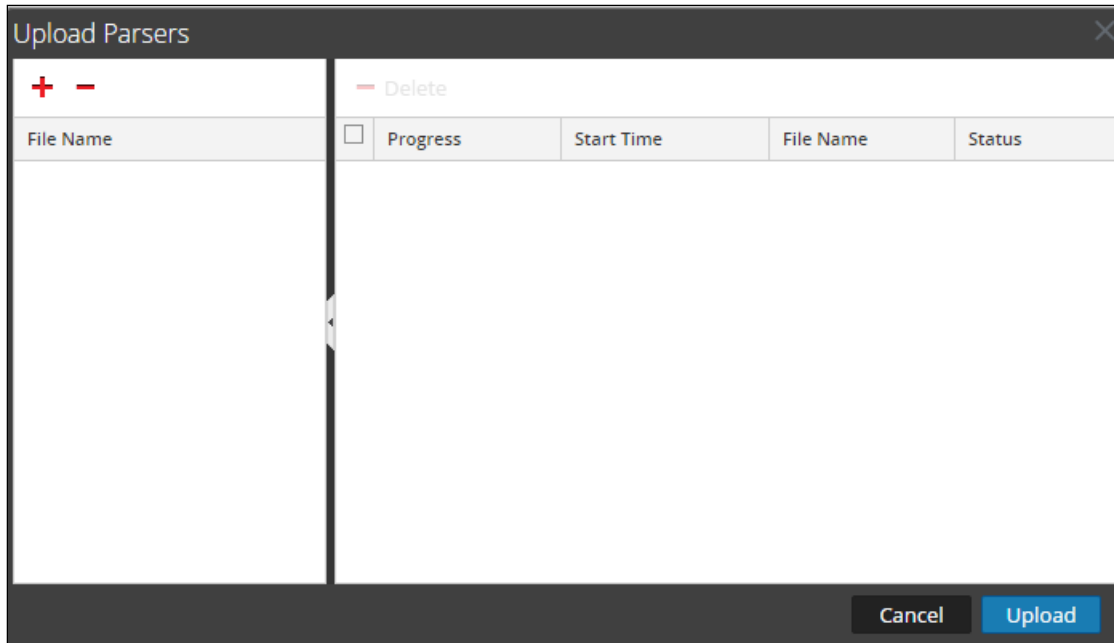 Upload Parsers
Delete
File Name
Progress Start Time File Name Status
Cancel Upload